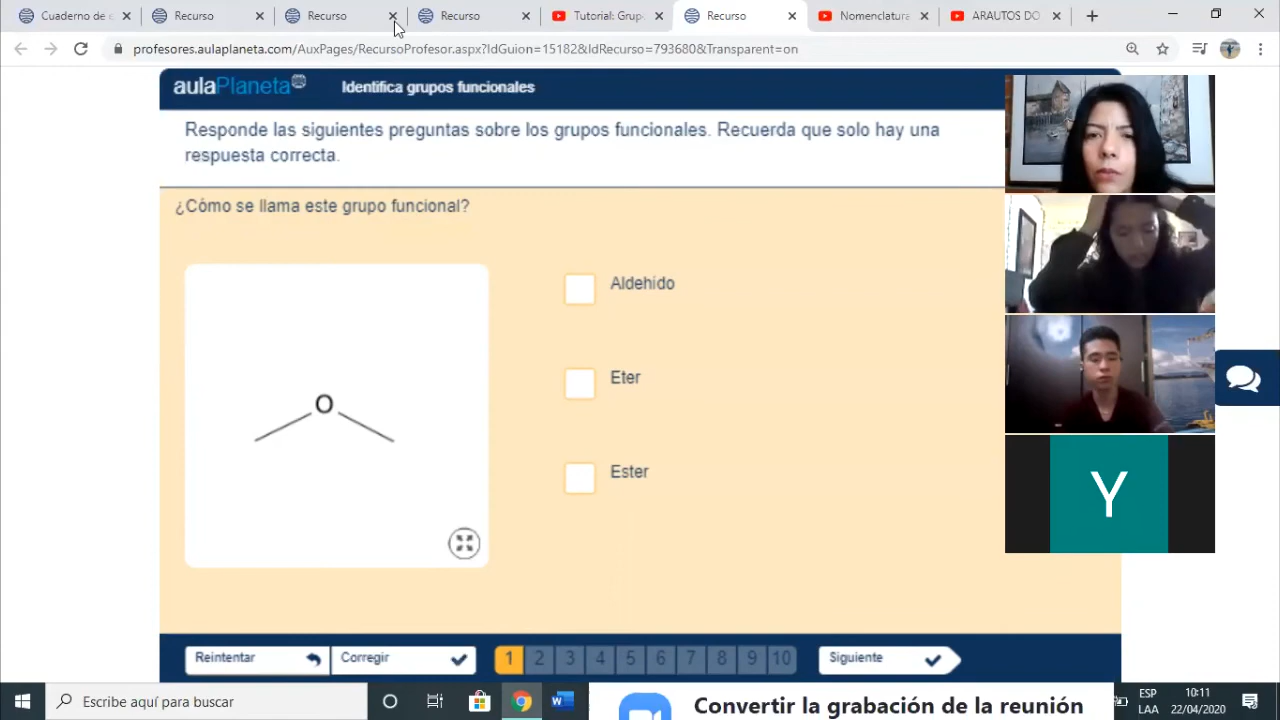 Cuaderno de e
Recurso
Recurso
Recurso
Tutorial: Grup
Recurso
Nomenclatura
ARAUTOS DO
profesores.aulaplaneta.com/AuxPages/RecursoProfesor.aspx?IdGuion=15182&IdRecurso=793680&Transparent=on
aulaPlaneta
Identifica grupos funcionales
Responde las siguientes preguntas sobre los grupos funcionales. Recuerda que solo hay una
respuesta correcta.
¿Cómo se llama este grupo funcional?
O
Aldehído
Eter
Ester
Y
Reintentar
Corregir
1 2 3 4 5 6 7 8 9 10
Siguiente
Escribe aquí para buscar
Convertir la grabación de la reunión
ESP
LAA
10:11
22/04/2020